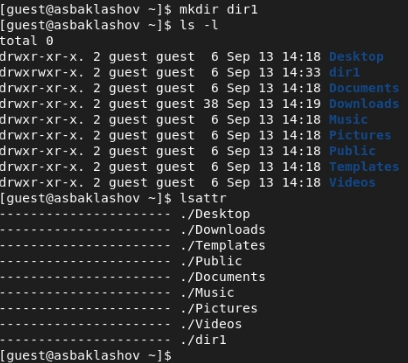 [guest@asbaklashov ~]$ mkdir dir1
[guest@asbaklashov ~]$ ls -l
total 0
drwxr-xr-x. 2 guest guest  6 Sep 13 14:18 Desktop
drwxrwxr-x. 2 guest guest  6 Sep 13 14:33 dir1
drwxr-xr-x. 2 guest guest  6 Sep 13 14:18 Documents
drwxr-xr-x. 2 guest guest 38 Sep 13 14:19 Downloads
drwxr-xr-x. 2 guest guest  6 Sep 13 14:18 Music
drwxr-xr-x. 2 guest guest  6 Sep 13 14:18 Pictures
drwxr-xr-x. 2 guest guest  6 Sep 13 14:18 Public
drwxr-xr-x. 2 guest guest  6 Sep 13 14:18 Templates
drwxr-xr-x. 2 guest guest  6 Sep 13 14:18 Videos
[guest@asbaklashov ~]$ lsattr
---------------------- ./Desktop
---------------------- ./Downloads
---------------------- ./Templates
---------------------- ./Public
---------------------- ./Documents
---------------------- ./Music
---------------------- ./Pictures
---------------------- ./Videos
---------------------- ./dir1
[guest@asbaklashov ~]$